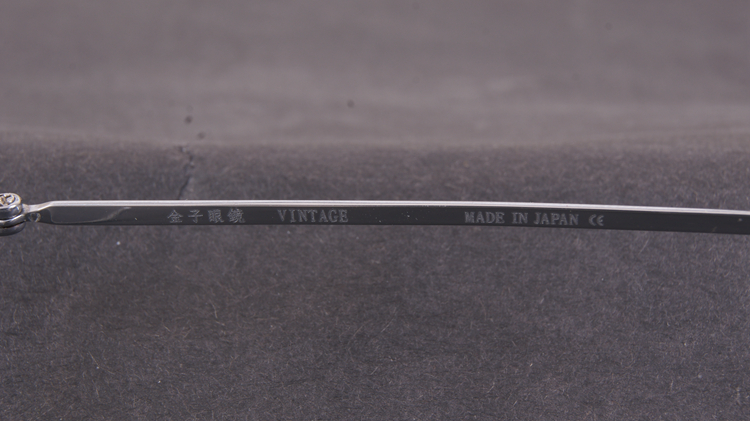 金子眼鏡 VINTAGE MADE IN JAPAN CE